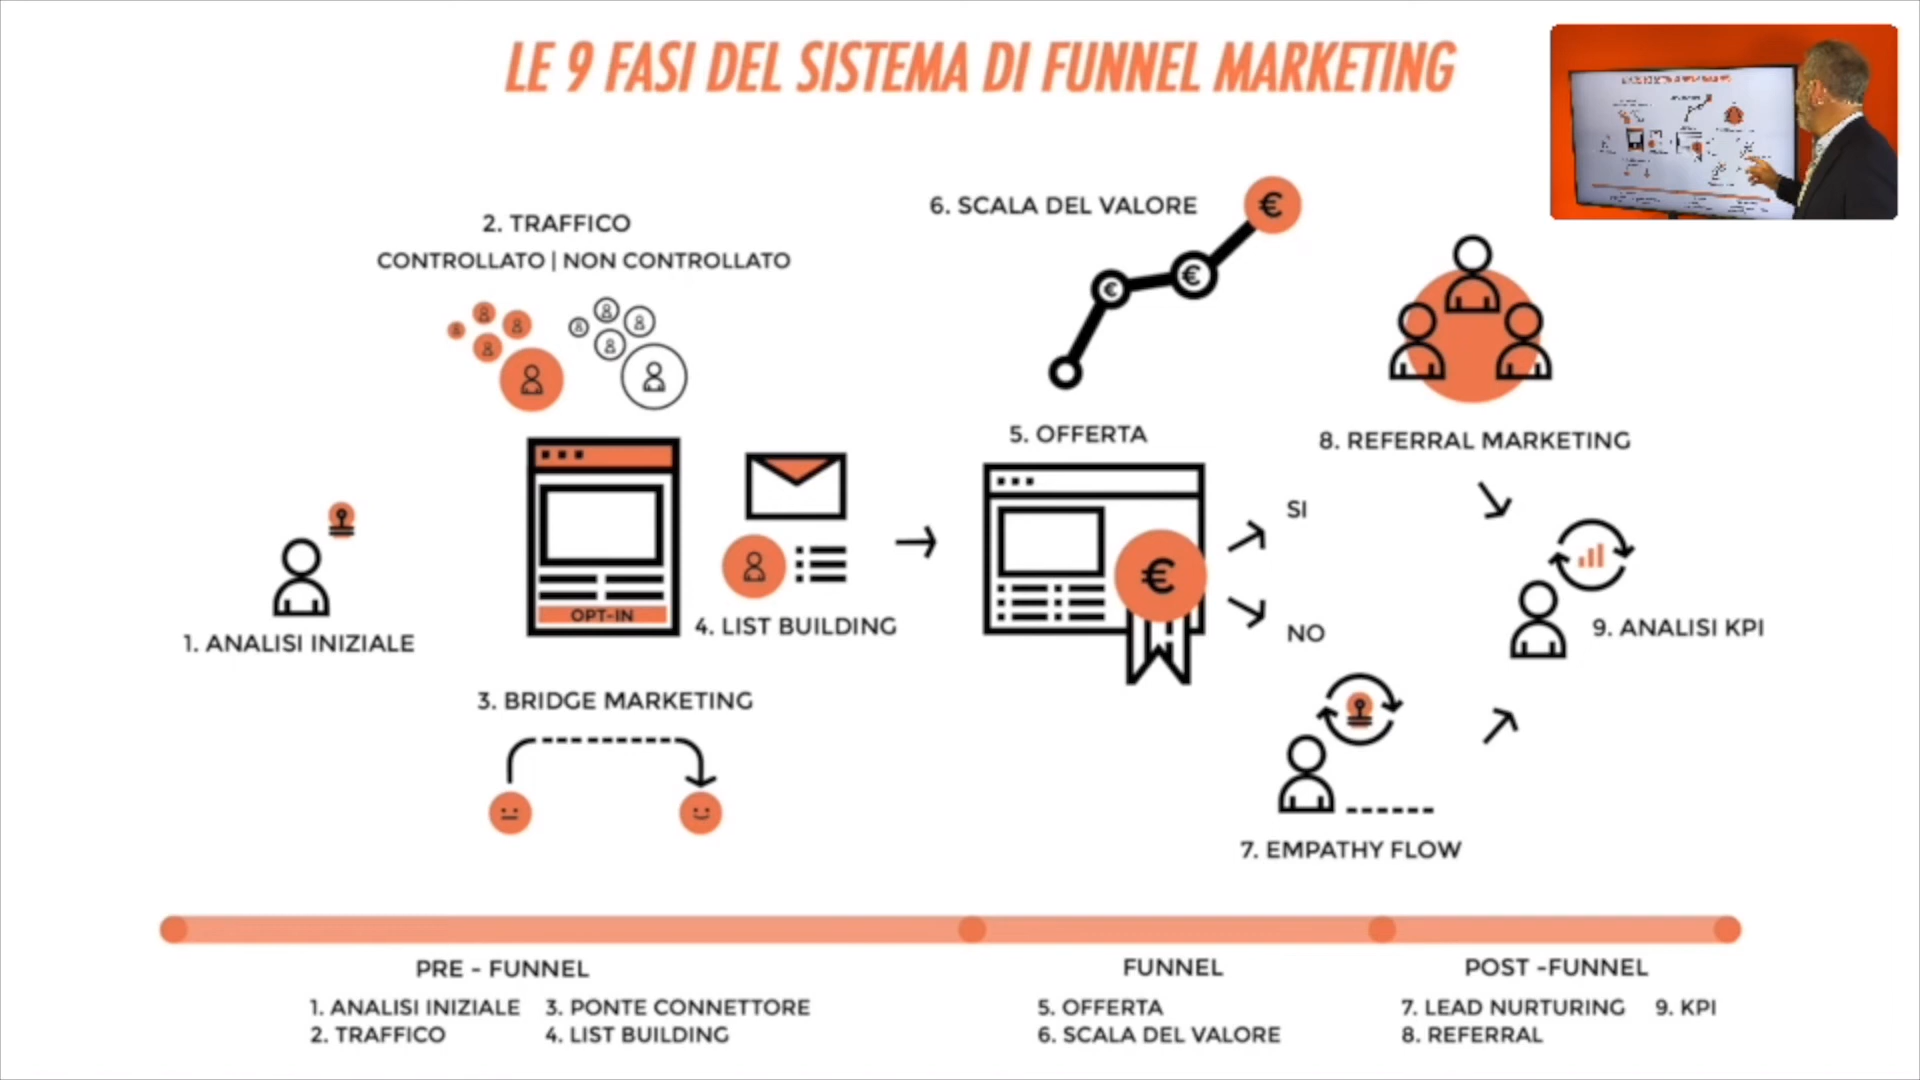 LE 9 FASI DEL SISTEMA DI FUNNEL MARKETING
2. TRAFFICO
CONTROLLATO | NON CONTROLLATO
6. SCALA DEL VALORE
€
€
€
5. OFFERTA
8. REFERRAL MARKETING
SI
€
NO
OPT-IN
4. LIST BUILDING
1. ANALISI INIZIALE
9. ANALISI KPI
3. BRIDGE MARKETING
7. EMPATHY FLOW
PRE - FUNNEL
1. ANALISI INIZIALE
2. TRAFFICO
3. PONTE CONNETTORE
4. LIST BUILDING
FUNNEL
5. OFFERTA
6. SCALA DEL VALORE
POST -FUNNEL
7. LEAD NURTURING
8. REFERRAL
9. KPI